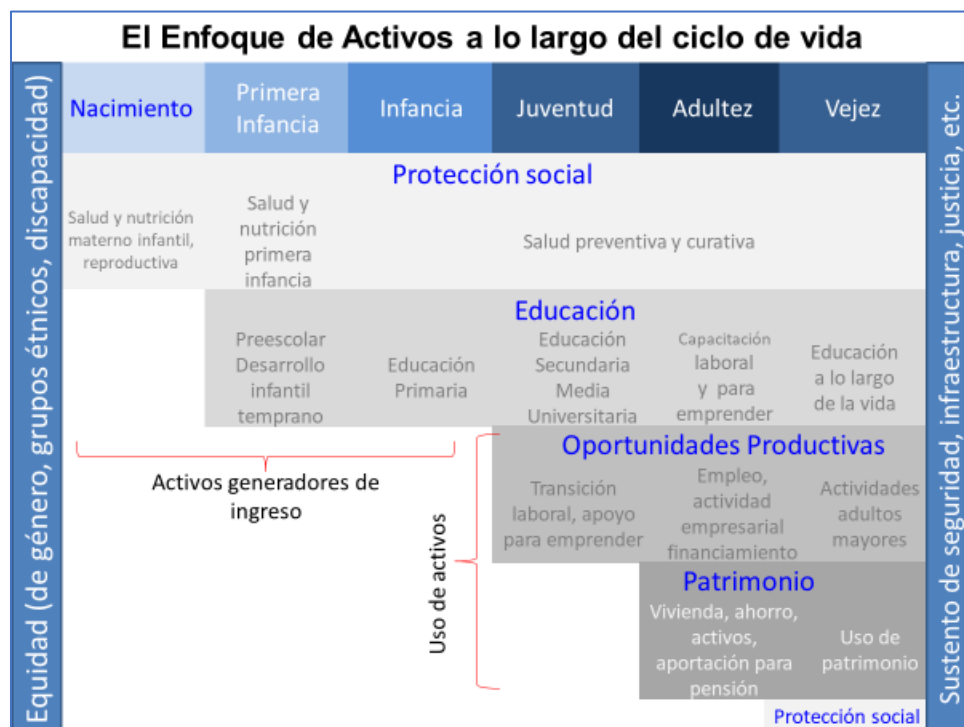 El Enfoque de Activos a lo largo del ciclo de vida
Equidad (de género, grupos étnicos, discapacidad)
Nacimiento
Primera
Infancia
Infancia
Juventud
Adultez
Vejez
Protección social
Salud y nutrición
materno infantil,
reproductiva
Salud y
nutrición
primera
infancia
Salud preventiva y curativa
Educación
Preescolar
Desarrollo
infantil
temprano
Educación
Primaria
Educación
Secundaria
Media
Universitaria
Capacitación
laboral
y para
emprender
Educación
a lo largo
de la vida
Activos generadores de
ingreso
Uso de activos
Oportunidades Productivas
Transición
laboral, apoyo
para emprender
Empleo,
actividad
empresarial
financiamiento
Actividades
adultos
mayores
Patrimonio
Vivienda, ahorro,
activos,
aportación para
pensión
Uso de
patrimonio
Protección social
Sustento de seguridad, infraestructura, justicia, etc.